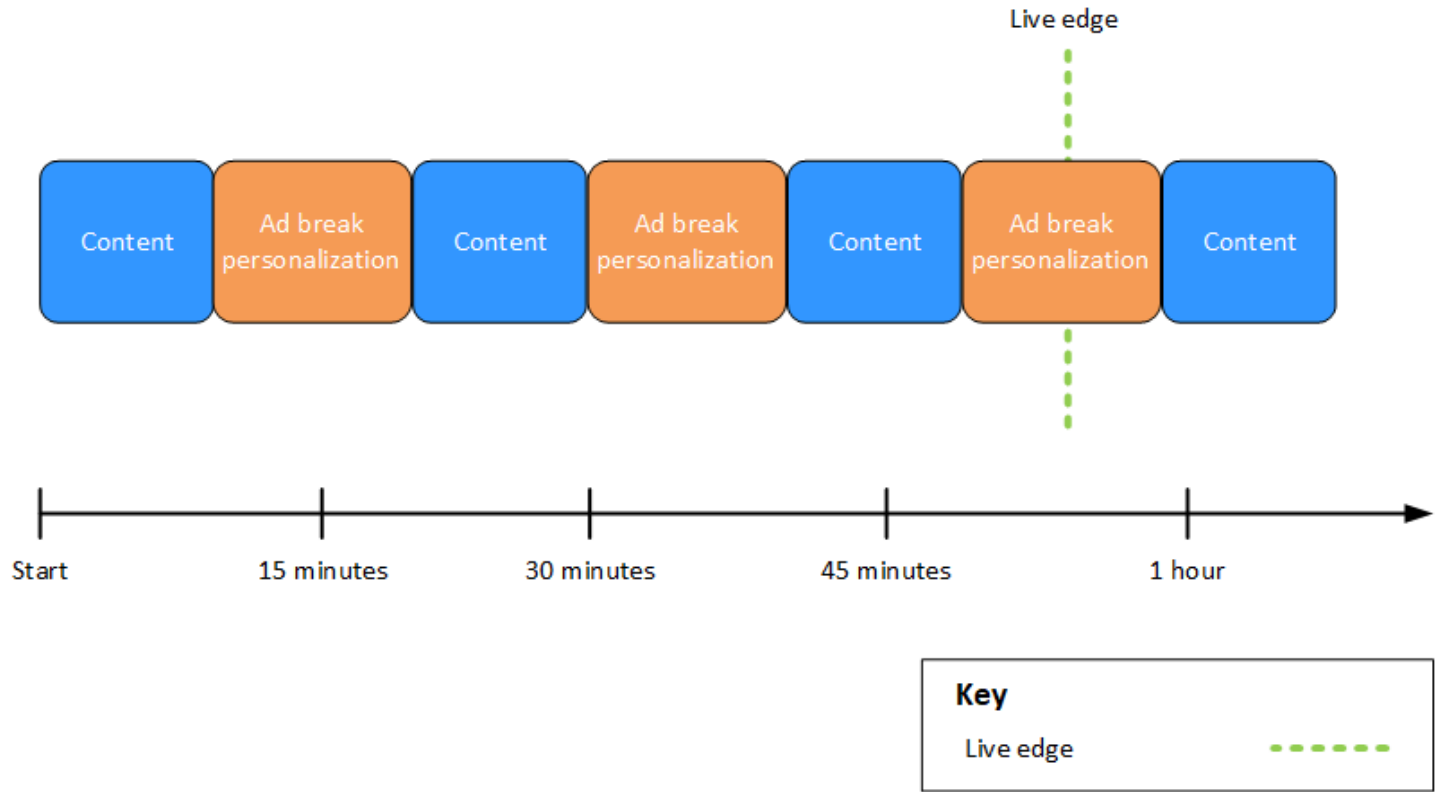 Live edge
Content
Ad break
personalization
Content
Ad break
personalization
Content
Ad break
personalization
Content
Start
15 minutes
30 minutes
45 minutes
1 hour
Key
Live edge